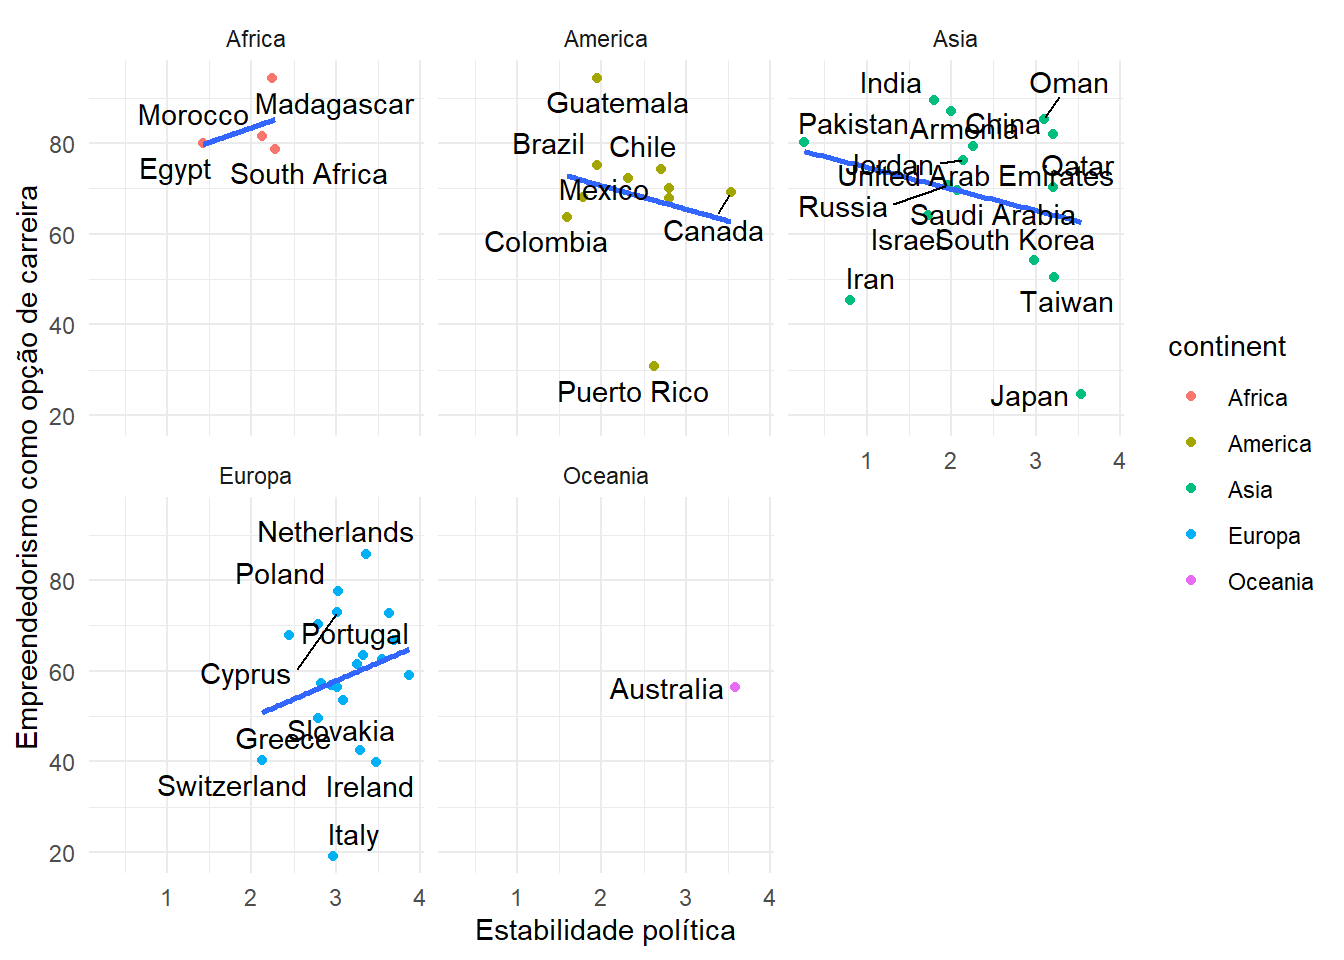 Africa
America
Asia
Morocco
Madagascar
Egypt
South Africa
Guatemala
Brazil
Chile
Mexico
Colombia
Canada
Puerto Rico
India
Oman
Pakistan
Armenia
China
Jordan
Qatar
United Arab Emirates
Russia
Saudi Arabia
Israel
South Korea
Iran
Taiwan
Japan
80
60
40
20
1 2 3 4
Europa
Oceania
Netherlands
Poland
Portugal
Cyprus
Slovakia
Greece
Switzerland
Ireland
Italy
Australia
80
60
40
20
1 2 3 4
1 2 3 4
Estabilidade política
Empreendedorismo como opção de carreira
continent
Africa
America
Asia
Europa
Oceania